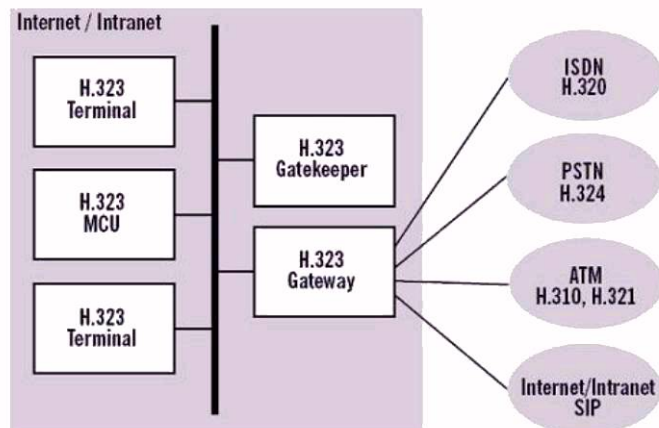 Internet / Intranet
H.323
Terminal
H.323
MCU
H.323
Terminal
H.323
Gatekeeper
H.323
Gateway
ISDN
H.320
PSTN
H.324
ATM
H.310, H.321
Internet/Intranet
SIP